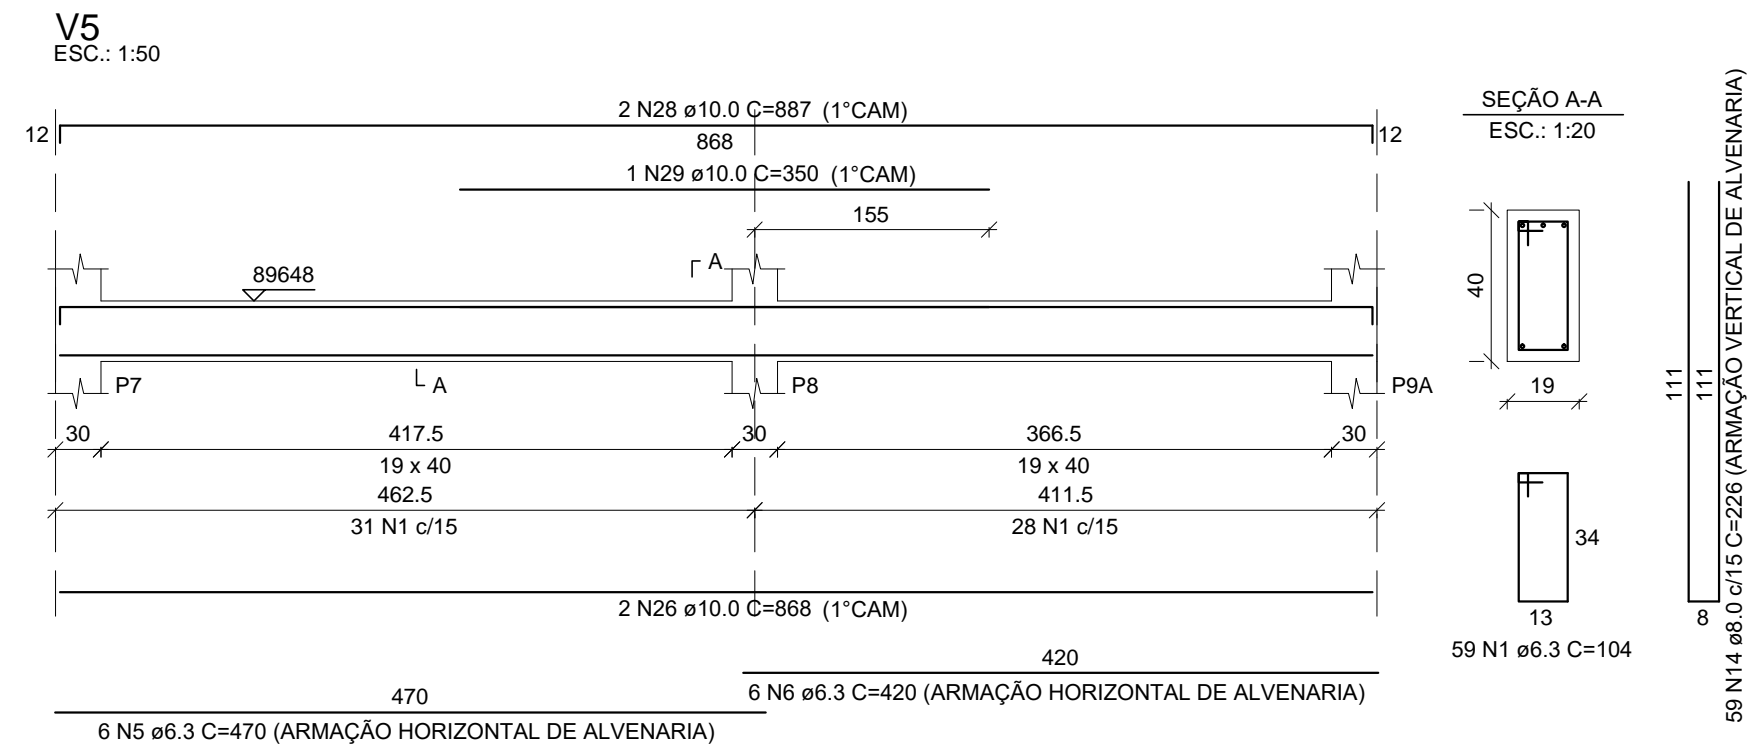 V5
ESC.: 1:50
2 N28 ø10.0 C=887 (1°CAM)
12
868
12
1 N29 ø10.0 C=350 (1°CAM)
155
89648
A
A
P7
P8
P9A
30
417.5
30
366.5
30
19 x 40
19 x 40
462.5
411.5
31 N1 c/15
28 N1 c/15
2 N26 ø10.0 C=868 (1°CAM)
420
6 N6 ø6.3 C=420 (ARMAÇÃO HORIZONTAL DE ALVENARIA)
470
6 N5 ø6.3 C=470 (ARMAÇÃO HORIZONTAL DE ALVENARIA)
SEÇÃO A-A
ESC.: 1:20
40
19
34
13
59 N1 ø6.3 C=104
111
111
8
59 N14 ø8.0 c/15 C=226 (ARMAÇÃO VERTICAL DE ALVENARIA)